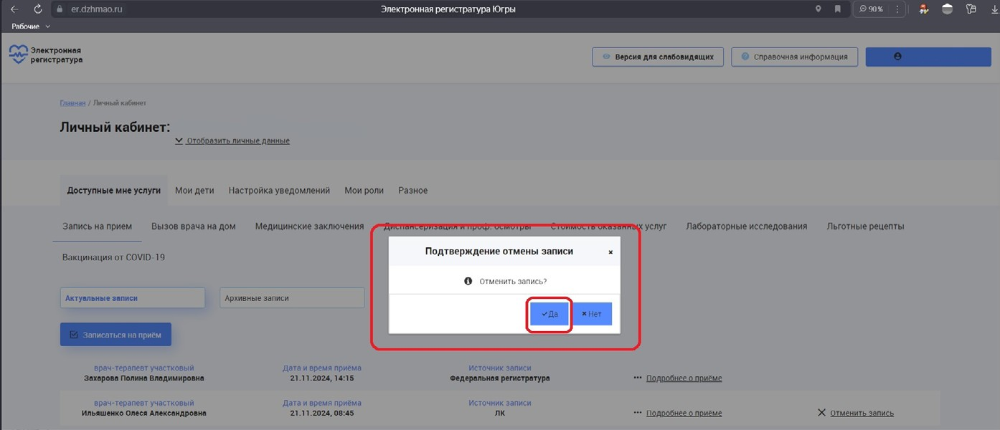 er.dzhmao.ru
Электронная регистратура Югры
90 %
Рабочие
Электронная
регистратура
Версия для слабовидящих
Справочная информация
Главная / Личный кабинет
Личный кабинет:
Отобразить личные данные
Доступные мне услуги Мои дети Настройка уведомлений Мои роли Разное
Запись на прием Вызов врача на дом Медицинские заключения Диспансеризация и проф. осмотры Стоимость оказанных услуг Лабораторные исследования Льготные рецепты
Вакцинация от COVID-19
Подтверждение отмены записи
Отменить запись?
Да Нет
Актуальные записи Архивные записи
Записаться на приём
врач-терапевт участковый Дата и время приёма Источник записи
Захарова Полина Владимировна 21.11.2024, 14:15 Федеральная регистратура ••• Подробнее о приёме
врач-терапевт участковый Дата и время приёма Источник записи
Ильяшенко Олеся Александровна 21.11.2024, 08:45 ЛК ••• Подробнее о приёме Отменить запись